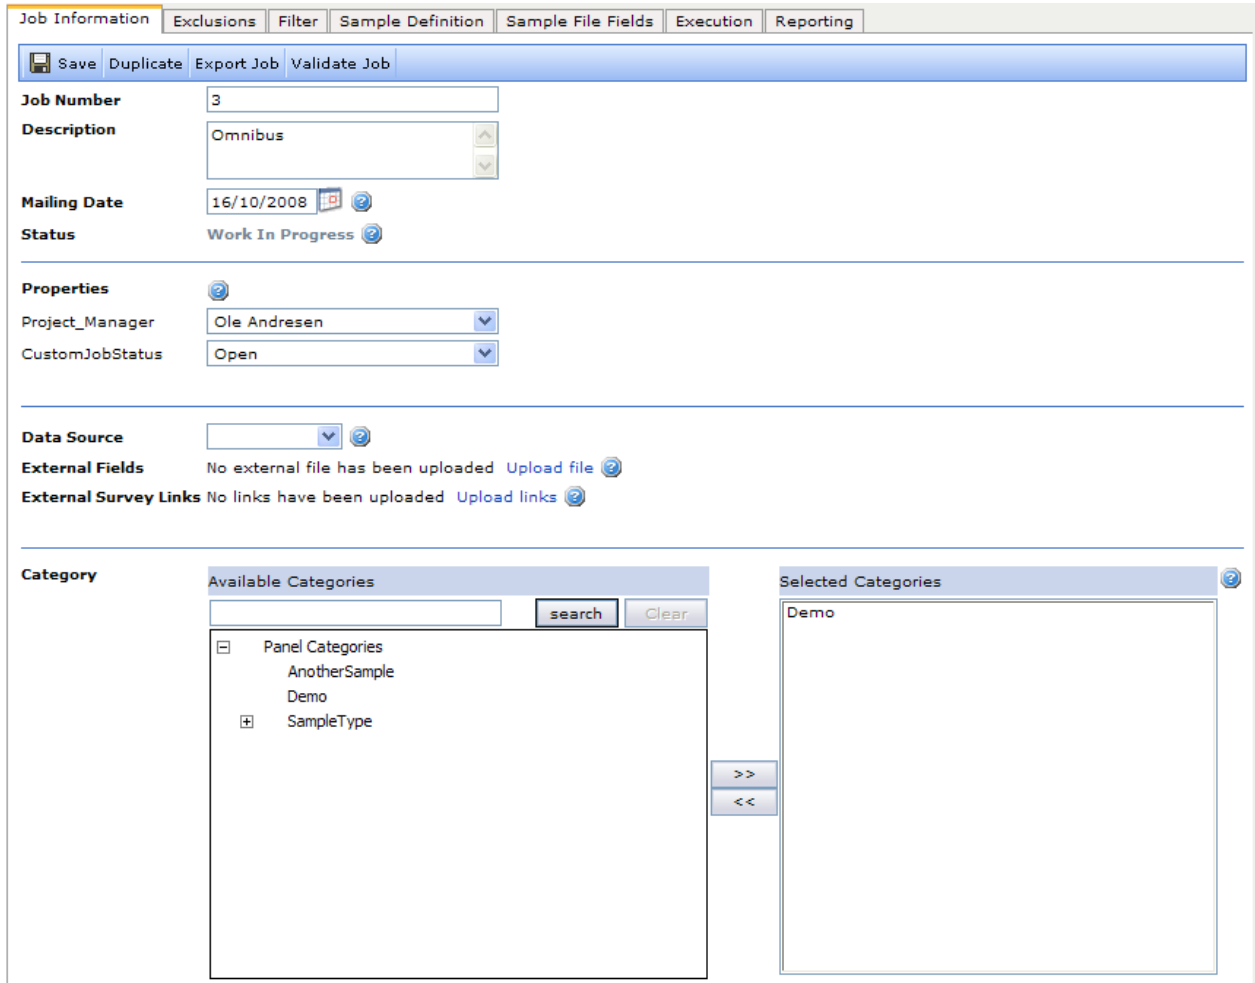 Job Information Exclusions Filter Sample Definition Sample File Fields Execution Reporting
Save Duplicate Export Job Validate Job
Job Number 3
Description Omnibus
Mailing Date 16/10/2008
Status Work In Progress
Properties
Project_Manager Ole Andresen
CustomJobStatus Open
Data Source
External Fields No external file has been uploaded Upload file
External Survey Links No links have been uploaded Upload links
Category Available Categories Selected Categories
search Clear Demo
Panel Categories
AnotherSample
Demo
SampleType
>>
<<